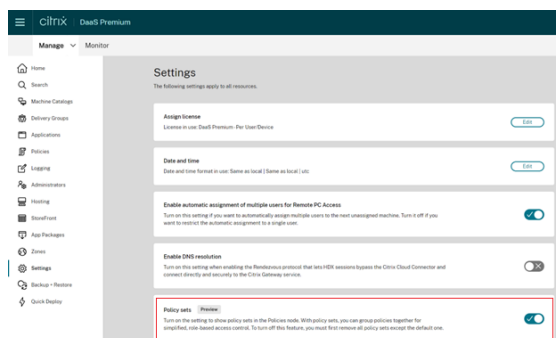 citrix | DaaS Premium
Manage Monitor
Home
Search
Machine Catalogs
Delivery Groups
Applications
Policies
Logging
Administrators
Hosting
StoreFront
App Packages
Zones
Settings
Backup + Restore
Quick Deploy
Settings
The following settings apply to all resources.
Assign license
License in use: DaaS Premium- Per User/Device
Edit
Date and time
Date and time format in use: Same as local | Same as local | utc
Edit
Enable automatic assignment of multiple users for Remote PC Access
Turn on this setting if you want to automatically assign multiple users to the next unassigned machine. Turn it off if you
want to restrict the automatic assignment to a single user.
Enable DNS resolution
Turn on this setting when enabling the Rendezvous protocol that lets HDX sessions bypass the Citrix Cloud Connector and
connect directly and securely to the Citrix Gateway service.
Policy sets Preview
Turn on the setting to show policy sets in the Policies node. With policy sets, you can group policies together for
simplified, role-based access control. To turn off this feature, you must first remove all policy sets except the default one.